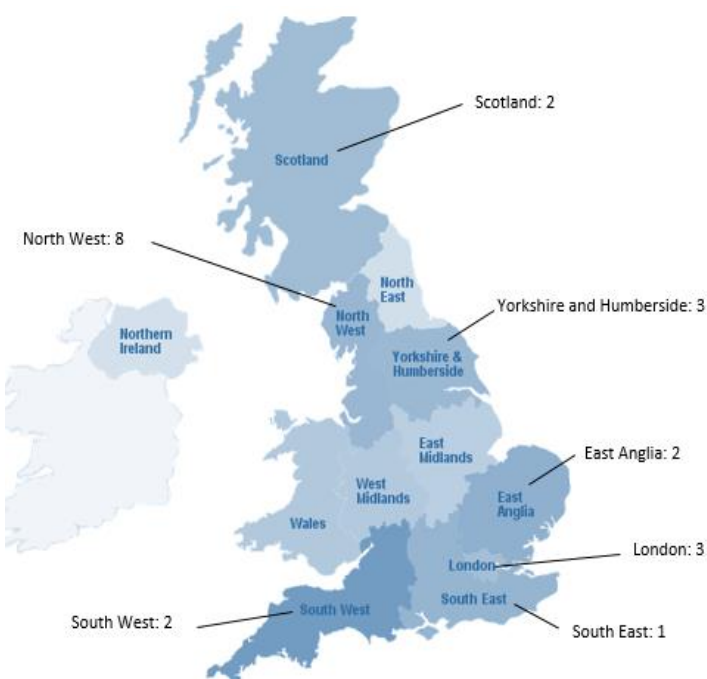 Scotland: 2
Scotland
North West: 8
North
East
Yorkshire and Humberside: 3
North
West
Northern
Ireland
Yorkshire &
Humberside
East
Midlands
East Anglia: 2
West
Midlands
East
Anglia
Wales
London: 3
London
South East
South West
South West: 2
South East: 1